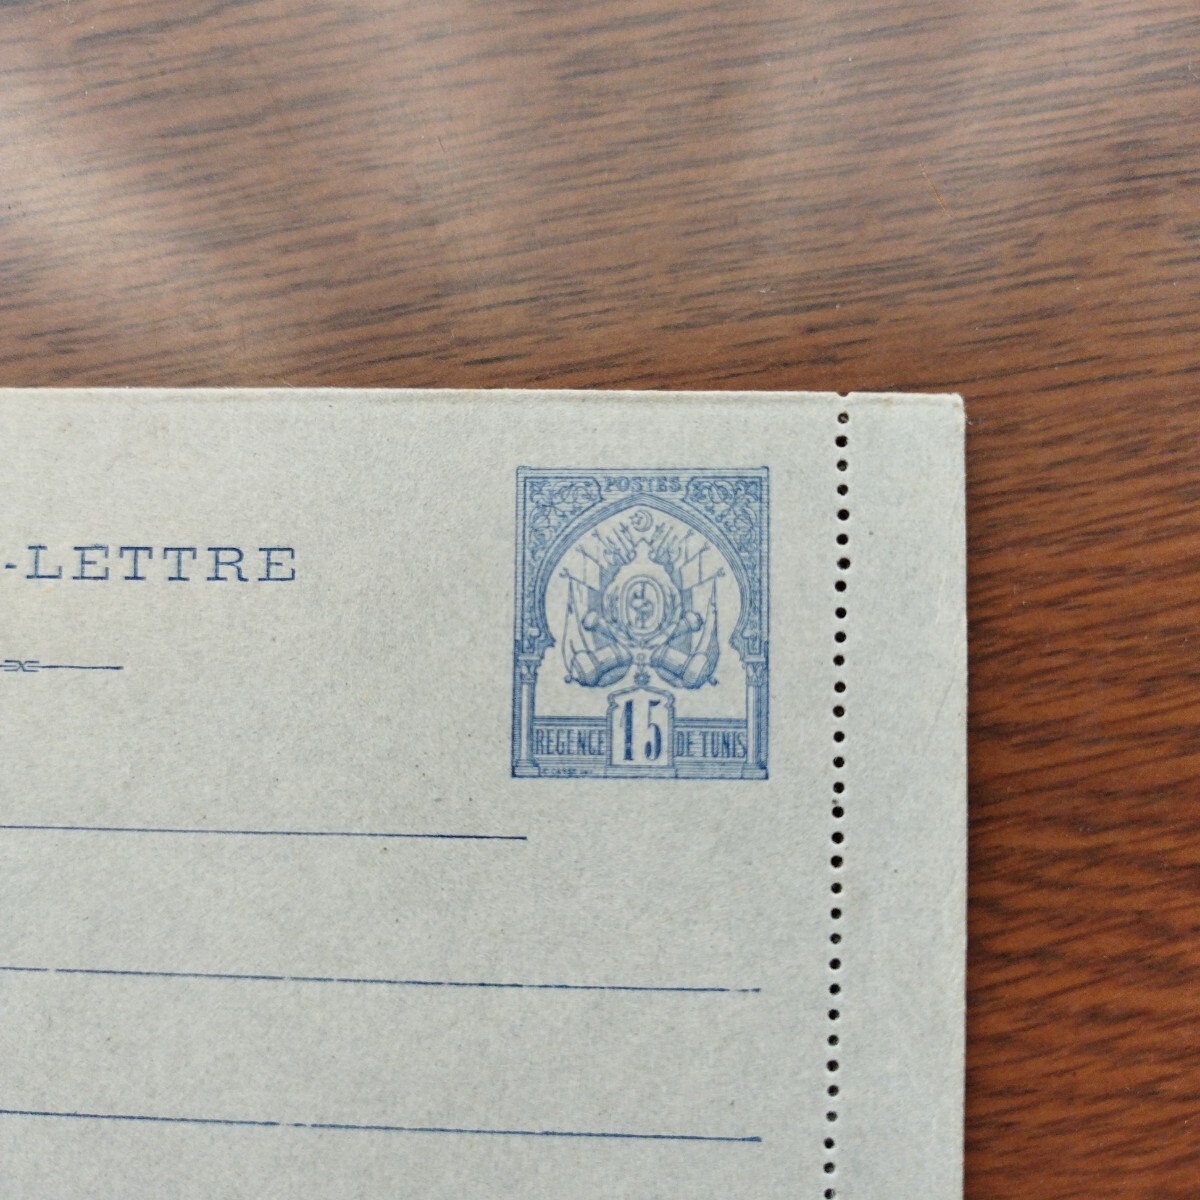 -LETTRE
POSTES
15
REGENCE DE TUNIS